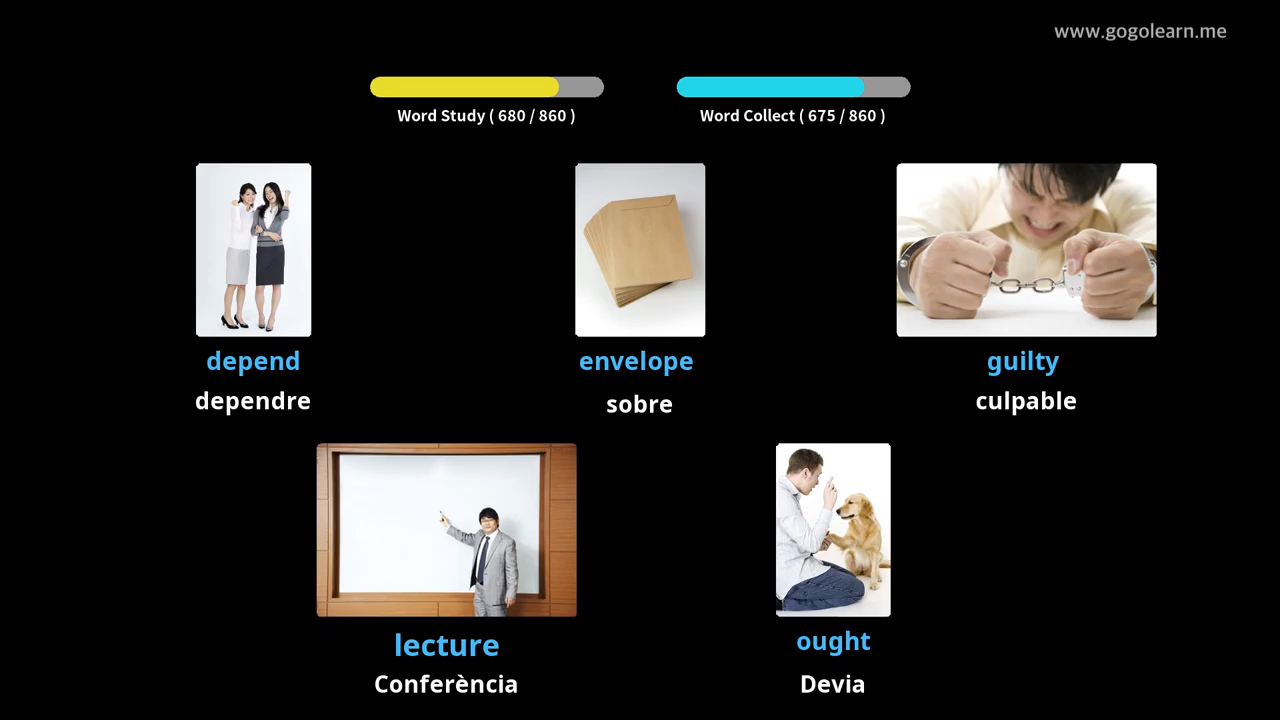 www.gogolearn.me
Word Study ( 680 / 860 )
Word Collect ( 675 / 860 )
depend
dependre
envelope
sobre
guilty
culpable
lecture
Conferència
ought
Devia